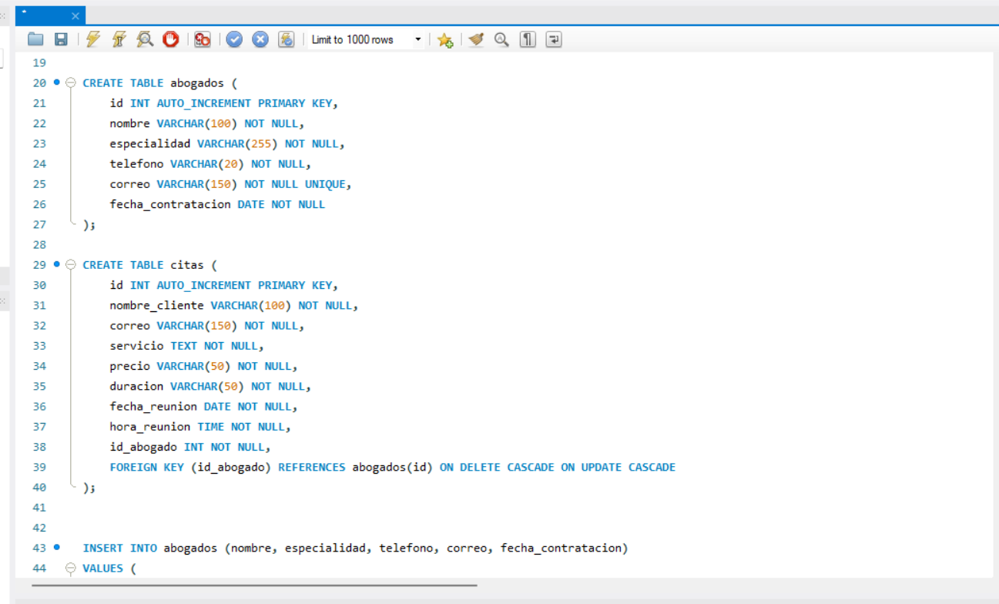 Limit to 1000 rows
19
20 CREATE TABLE abogados (
21 id INT AUTO_INCREMENT PRIMARY KEY,
22 nombre VARCHAR(100) NOT NULL,
23 especialidad VARCHAR(255) NOT NULL,
24 telefono VARCHAR(20) NOT NULL,
25 correo VARCHAR(150) NOT NULL UNIQUE,
26 fecha_contratacion DATE NOT NULL
27 );
28
29 CREATE TABLE citas (
30 id INT AUTO_INCREMENT PRIMARY KEY,
31 nombre_cliente VARCHAR(100) NOT NULL,
32 correo VARCHAR(150) NOT NULL,
33 servicio TEXT NOT NULL,
34 precio VARCHAR(50) NOT NULL,
35 duracion VARCHAR(50) NOT NULL,
36 fecha_reunion DATE NOT NULL,
37 hora_reunion TIME NOT NULL,
38 id_abogado INT NOT NULL,
39 FOREIGN KEY (id_abogado) REFERENCES abogados(id) ON DELETE CASCADE ON UPDATE CASCADE
40 );
41
42
43 INSERT INTO abogados (nombre, especialidad, telefono, correo, fecha_contratacion)
44 VALUES (